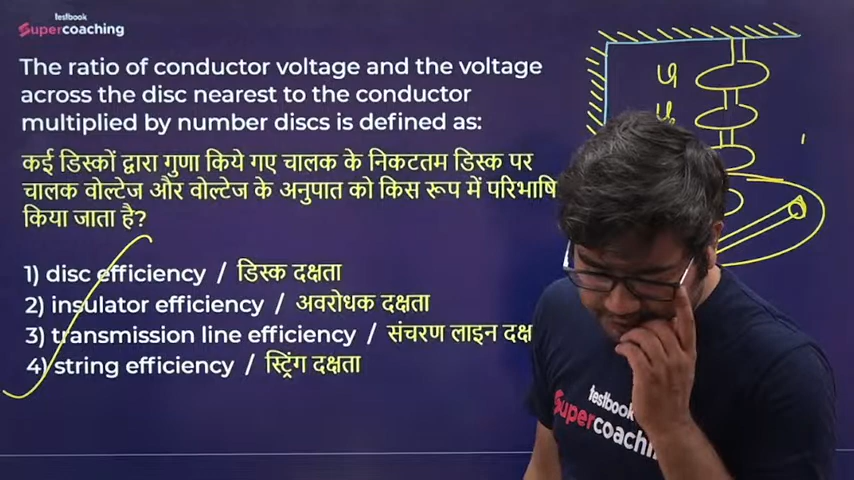 testbook
Supercoaching
The ratio of conductor voltage and the voltage
across the disc nearest to the conductor
multiplied by number discs is defined as:
कई डिस्कों द्वारा गुणा किये गए चालक के निकटतम डिस्क पर
चालक वोल्टेज और वोल्टेज के अनुपात को किस रूप में परिभाषि
किया जाता है?
1) disc efficiency / डिस्क दक्षता
2) insulator efficiency / अवरोधक दक्षता
3) transmission line efficiency / संचरण लाइन दक्ष
4) string efficiency / स्ट्रिंग दक्षता
testbook
Supercoaching